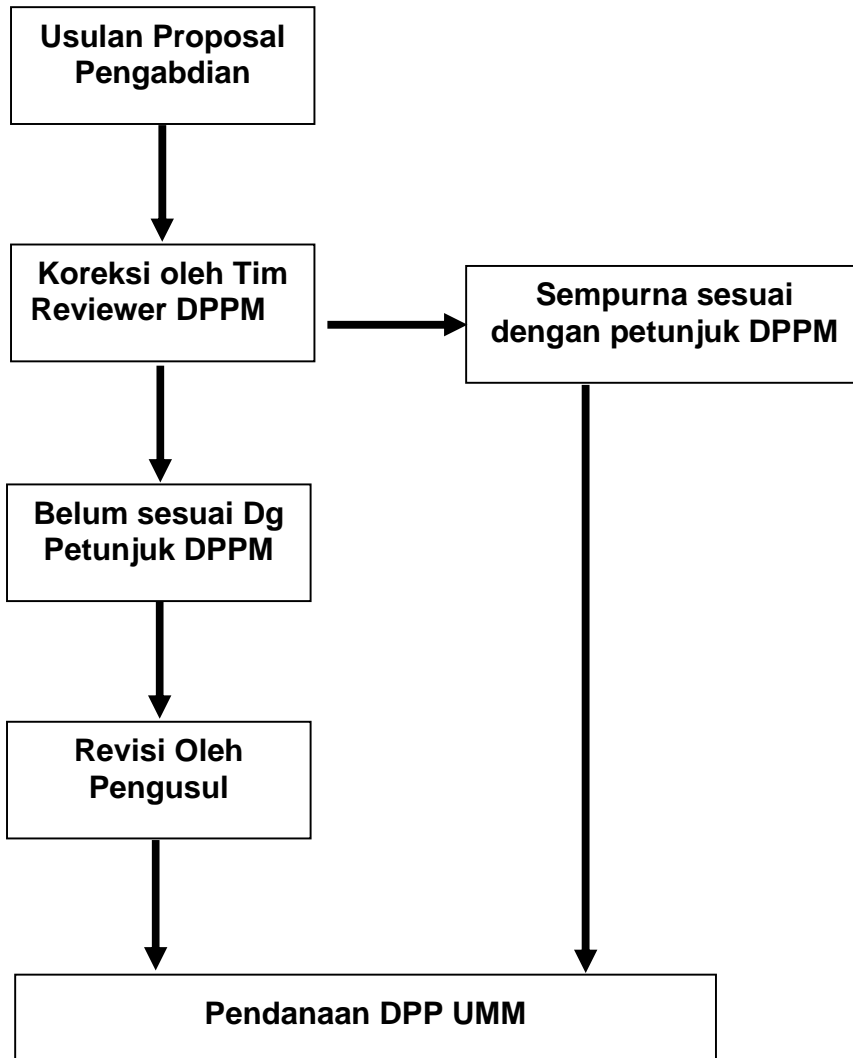 Usulan Proposal
Pengabdian
Koreksi oleh Tim
Reviewer DPPM
Sempurna sesuai
dengan petunjuk DPPM
Belum sesuai Dg
Petunjuk DPPM
Revisi Oleh
Pengusul
Pendanaan DPP UMM